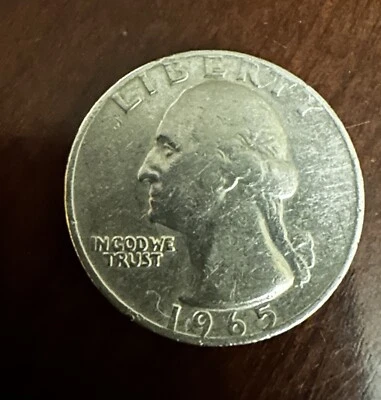 LIBERTY
IN GOD WE
TRUST
1965